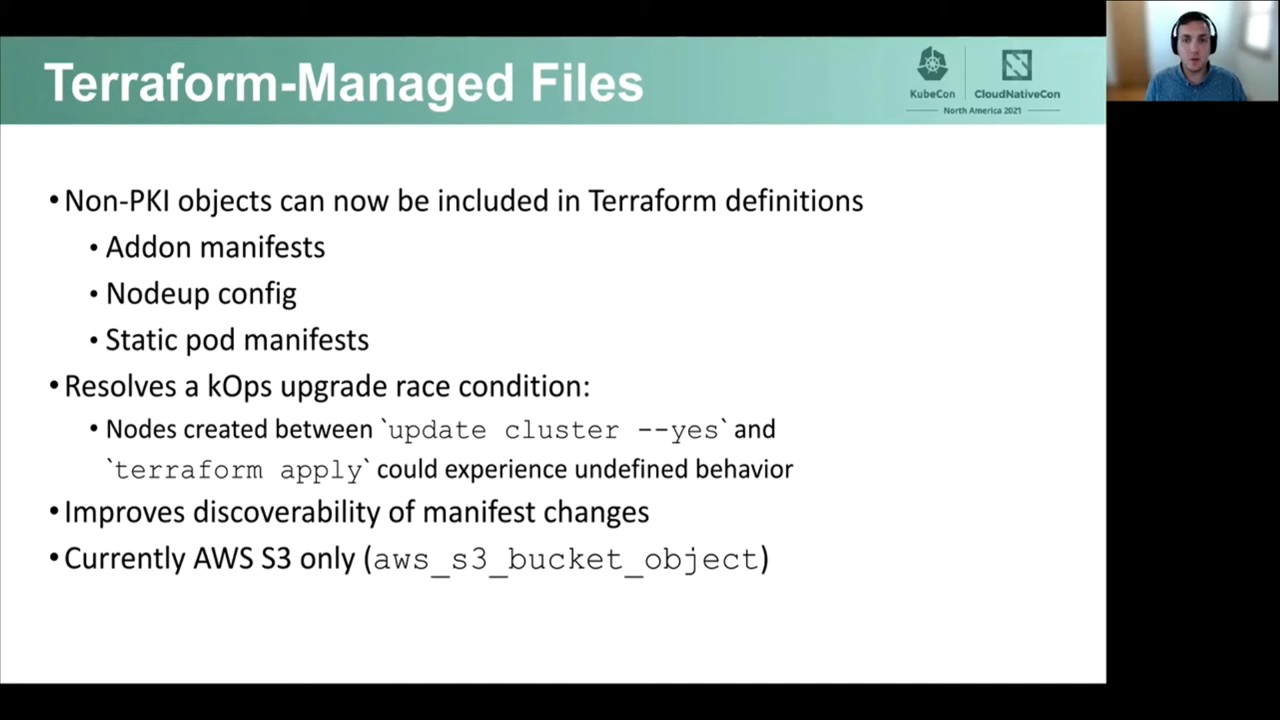 Terraform-Managed Files
KubeCon
CloudNativeCon
North America 2021
• Non-PKI objects can now be included in Terraform definitions
• Addon manifests
• Nodeup config
• Static pod manifests
• Resolves a kOps upgrade race condition:
• Nodes created between `update cluster --yes` and
`terraform apply` could experience undefined behavior
• Improves discoverability of manifest changes
• Currently AWS S3 only (aws_s3_bucket_object)